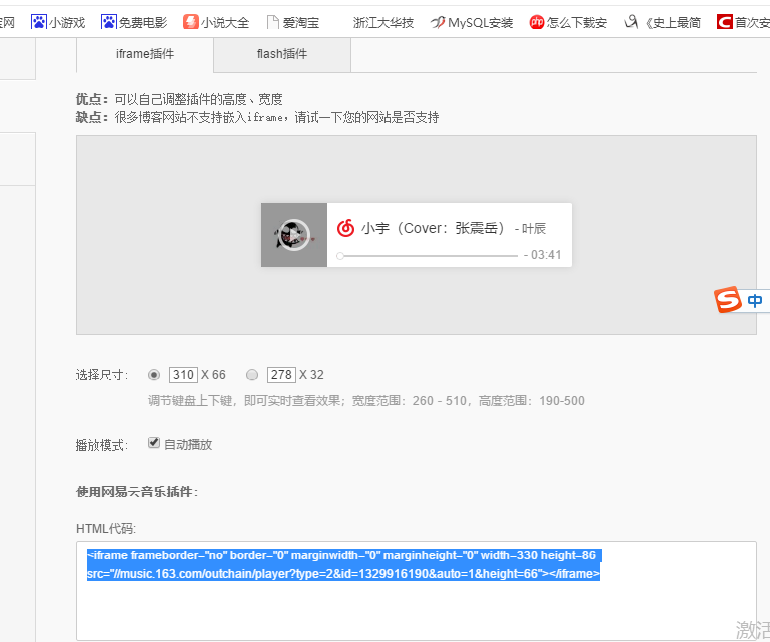 网 小游戏 免费电影 小说大全 爱淘宝 浙江大华技 MySQL安装 php 怎么下载安 《史上最简 C 首次安
iframe插件 flash插件
优点：可以自己调整插件的高度、宽度
缺点：很多博客网站不支持嵌入iframe，请试一下您的网站是否支持
小宇（Cover：张震岳） - 叶辰
- 03:41
S 中
选择尺寸： 310 X 66 278 X 32
调节键盘上下键，即可实时查看效果；宽度范围：260 - 510，高度范围：190-500
播放模式： 自动播放
使用网易云音乐插件：
HTML代码:
<iframe frameborder="no" border="0" marginwidth="0" marginheight="0" width=330 height=86
src="//music.163.com/outchain/player?type=2&id=1329916190&auto=1&height=66"></iframe>
激活